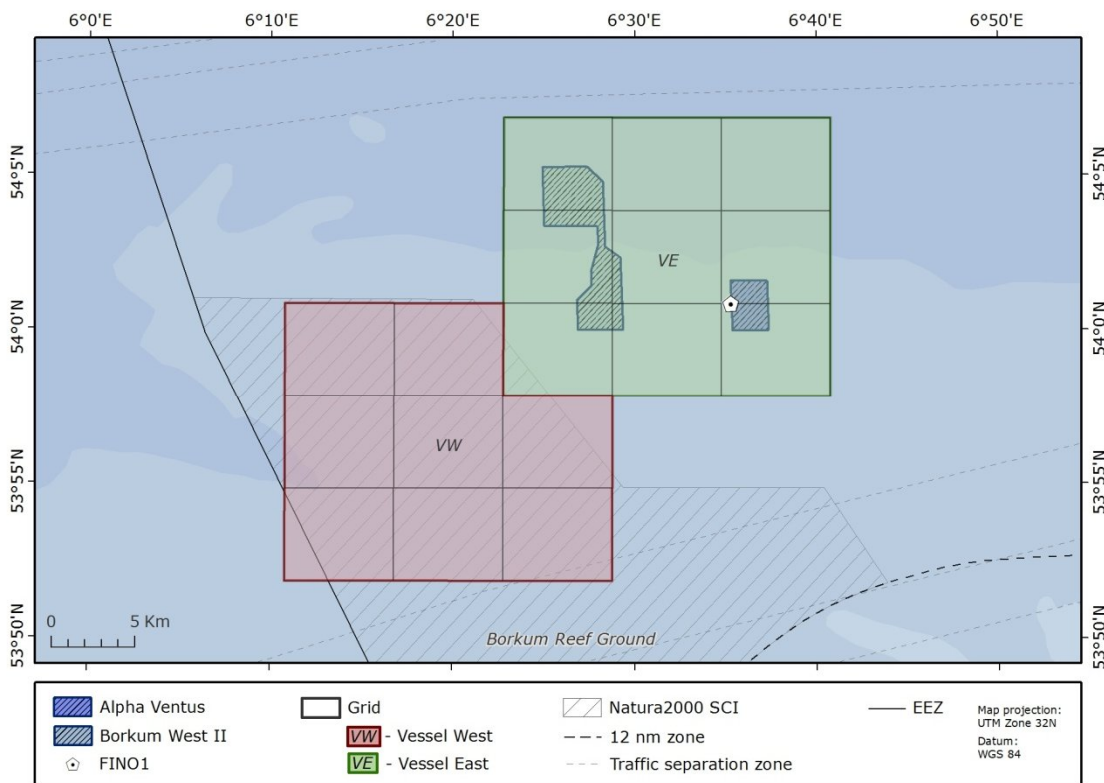 6°0'E 6°10'E 6°20'E 6°30'E 6°40'E 6°50'E
54°5'N
54°0'N
53°55'N
53°50'N
54°5'N
54°0'N
53°55'N
53°50'N
VE
VW
0 5 Km
Borkum Reef Ground
Alpha Ventus
Borkum West II
FINO1
Grid
VW - Vessel West
VE - Vessel East
Natura2000 SCI
12 nm zone
Traffic separation zone
EEZ
Map projection:
UTM Zone 32N
Datum:
WGS 84